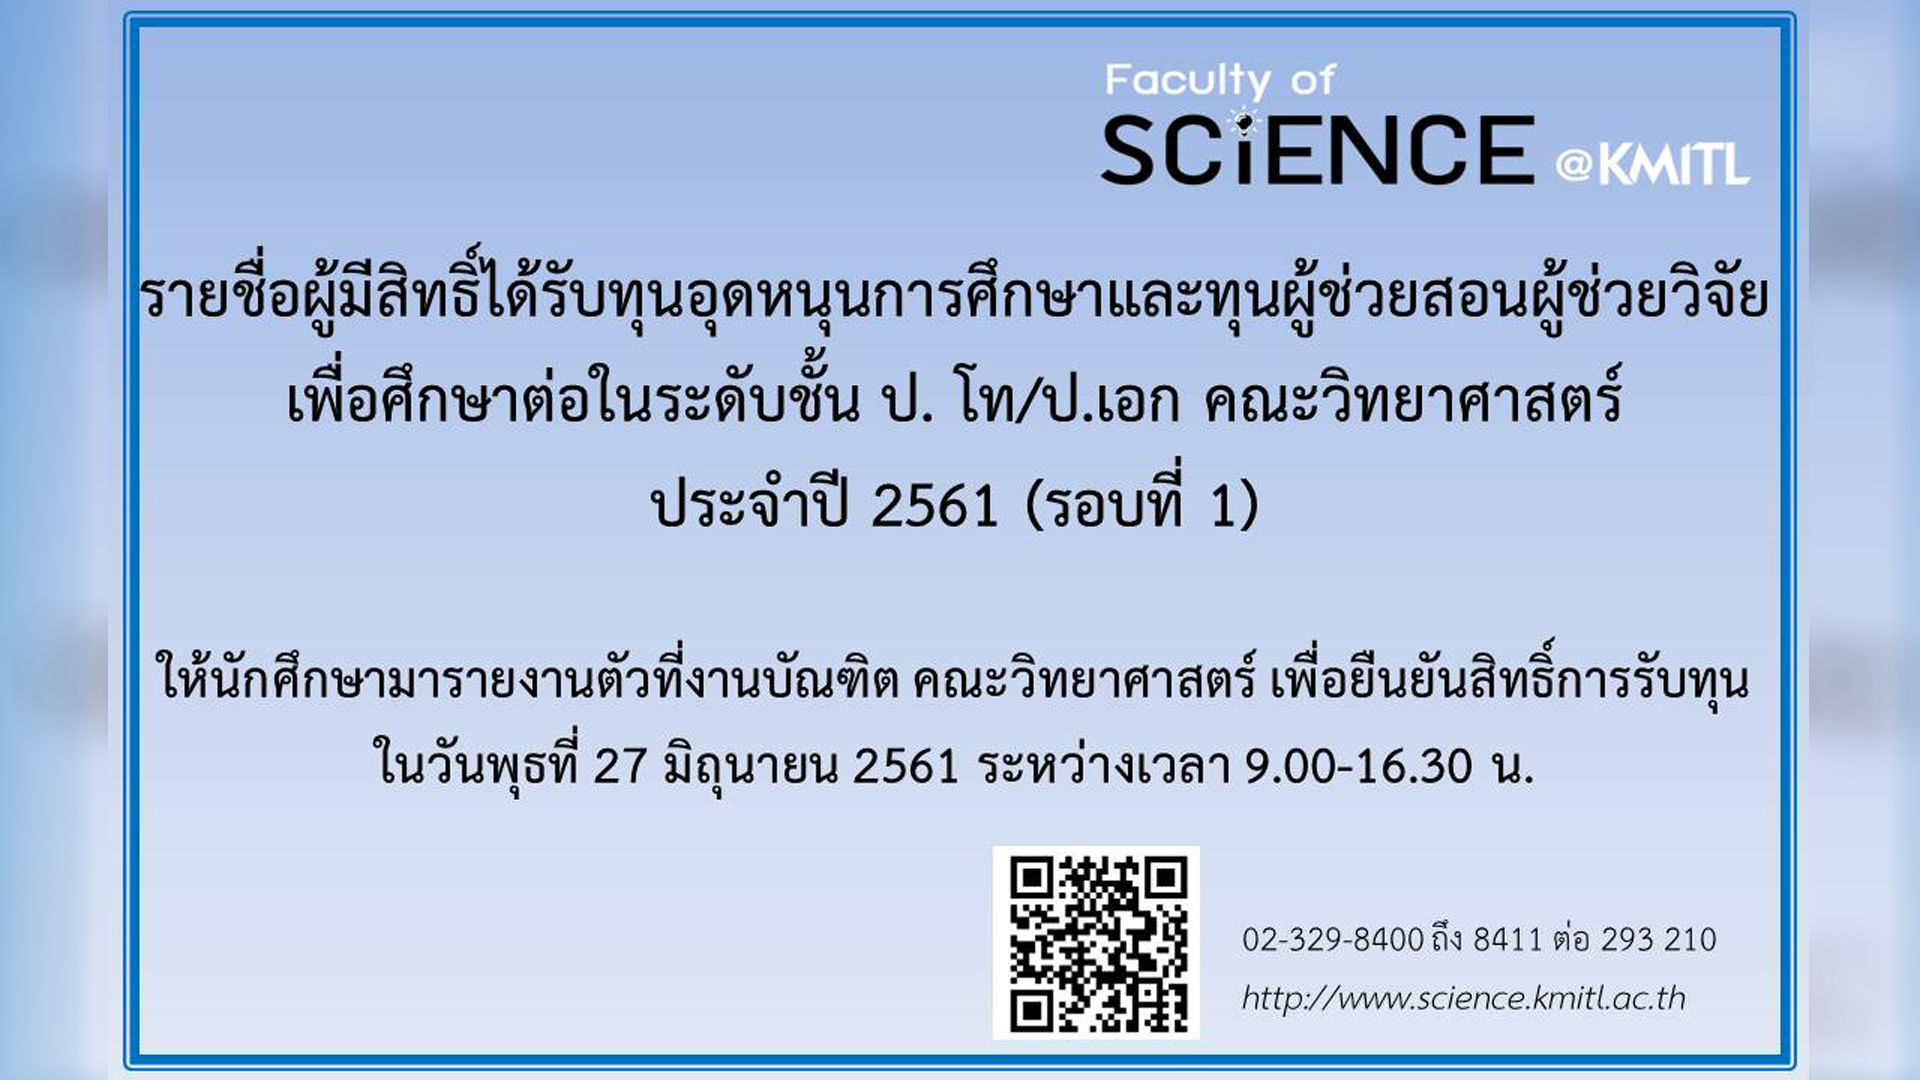 Faculty of
SCiENCE @KMITL
รายชื่อผู้มีสิทธิ์ได้รับทุนอุดหนุนการศึกษาและทุนผู้ช่วยสอนผู้ช่วยวิจัย
เพื่อศึกษาต่อในระดับชั้น ป. โท/ป.เอก คณะวิทยาศาสตร์
ประจำปี 2561 (รอบที่ 1)
ให้นักศึกษามารายงานตัวที่งานบัณฑิต คณะวิทยาศาสตร์ เพื่อยืนยันสิทธิ์การรับทุน
ในวันพุธที่ 27 มิถุนายน 2561 ระหว่างเวลา 9.00-16.30 น.
02-329-8400 ถึง 8411 ต่อ 293 210
http://www.science.kmitl.ac.th